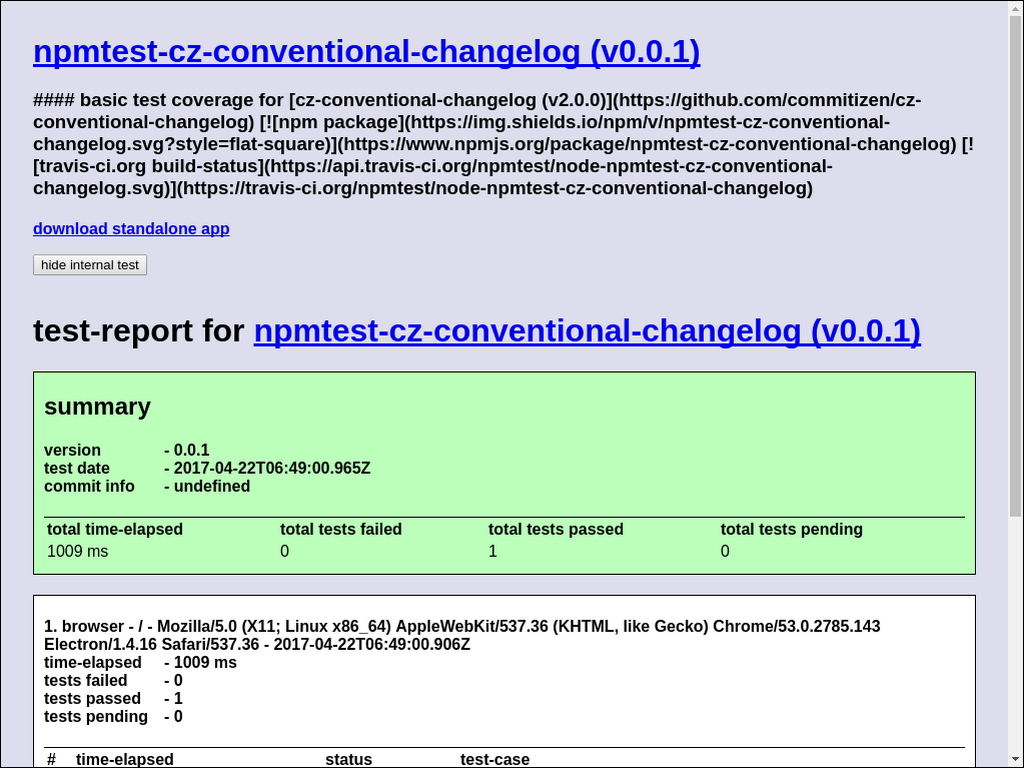 npmtest-cz-conventional-changelog (v0.0.1)
#### basic test coverage for [cz-conventional-changelog (v2.0.0)](https://github.com/commitizen/cz-
conventional-changelog) [![npm package](https://img.shields.io/npm/v/npmtest-cz-conventional-
changelog.svg?style=flat-square)](https://www.npmjs.org/package/npmtest-cz-conventional-changelog) [!
[travis-ci.org build-status](https://api.travis-ci.org/npmtest/node-npmtest-cz-conventional-
changelog.svg)](https://travis-ci.org/npmtest/node-npmtest-cz-conventional-changelog)
download standalone app
hide internal test
test-report for npmtest-cz-conventional-changelog (v0.0.1)
summary
version - 0.0.1
test date - 2017-04-22T06:49:00.965Z
commit info - undefined
total time-elapsed total tests failed total tests passed total tests pending
1009 ms 0 1 0
1. browser - / - Mozilla/5.0 (X11; Linux x86_64) AppleWebKit/537.36 (KHTML, like Gecko) Chrome/53.0.2785.143
Electron/1.4.16 Safari/537.36 - 2017-04-22T06:49:00.906Z
time-elapsed - 1009 ms
tests failed - 0
tests passed - 1
tests pending - 0
# time-elapsed status test-case